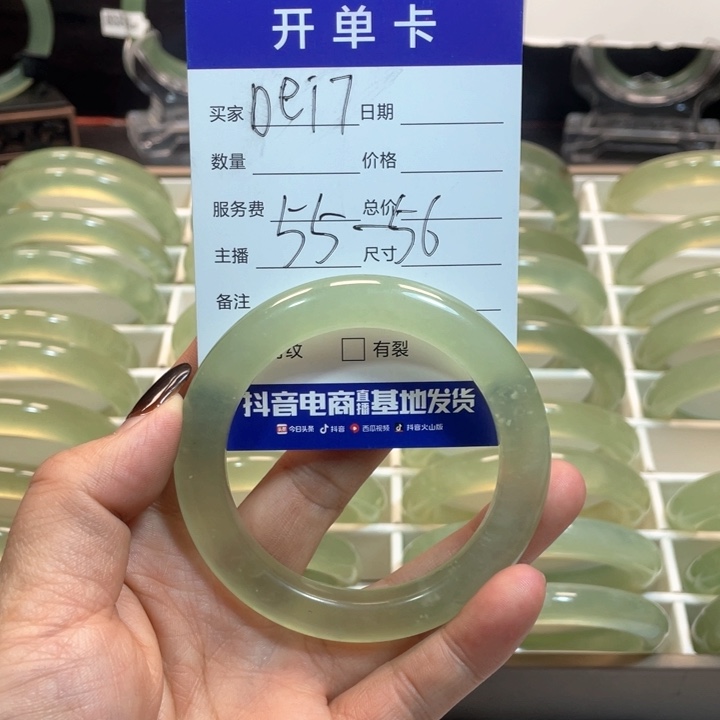 开单卡
买家 Dei7 日期
数量 价格
服务费 总价
55-56
主播 尺寸
备注
纹 有裂
抖音电商直播基地发货
今日头条 抖音 西瓜视频 抖音火山版